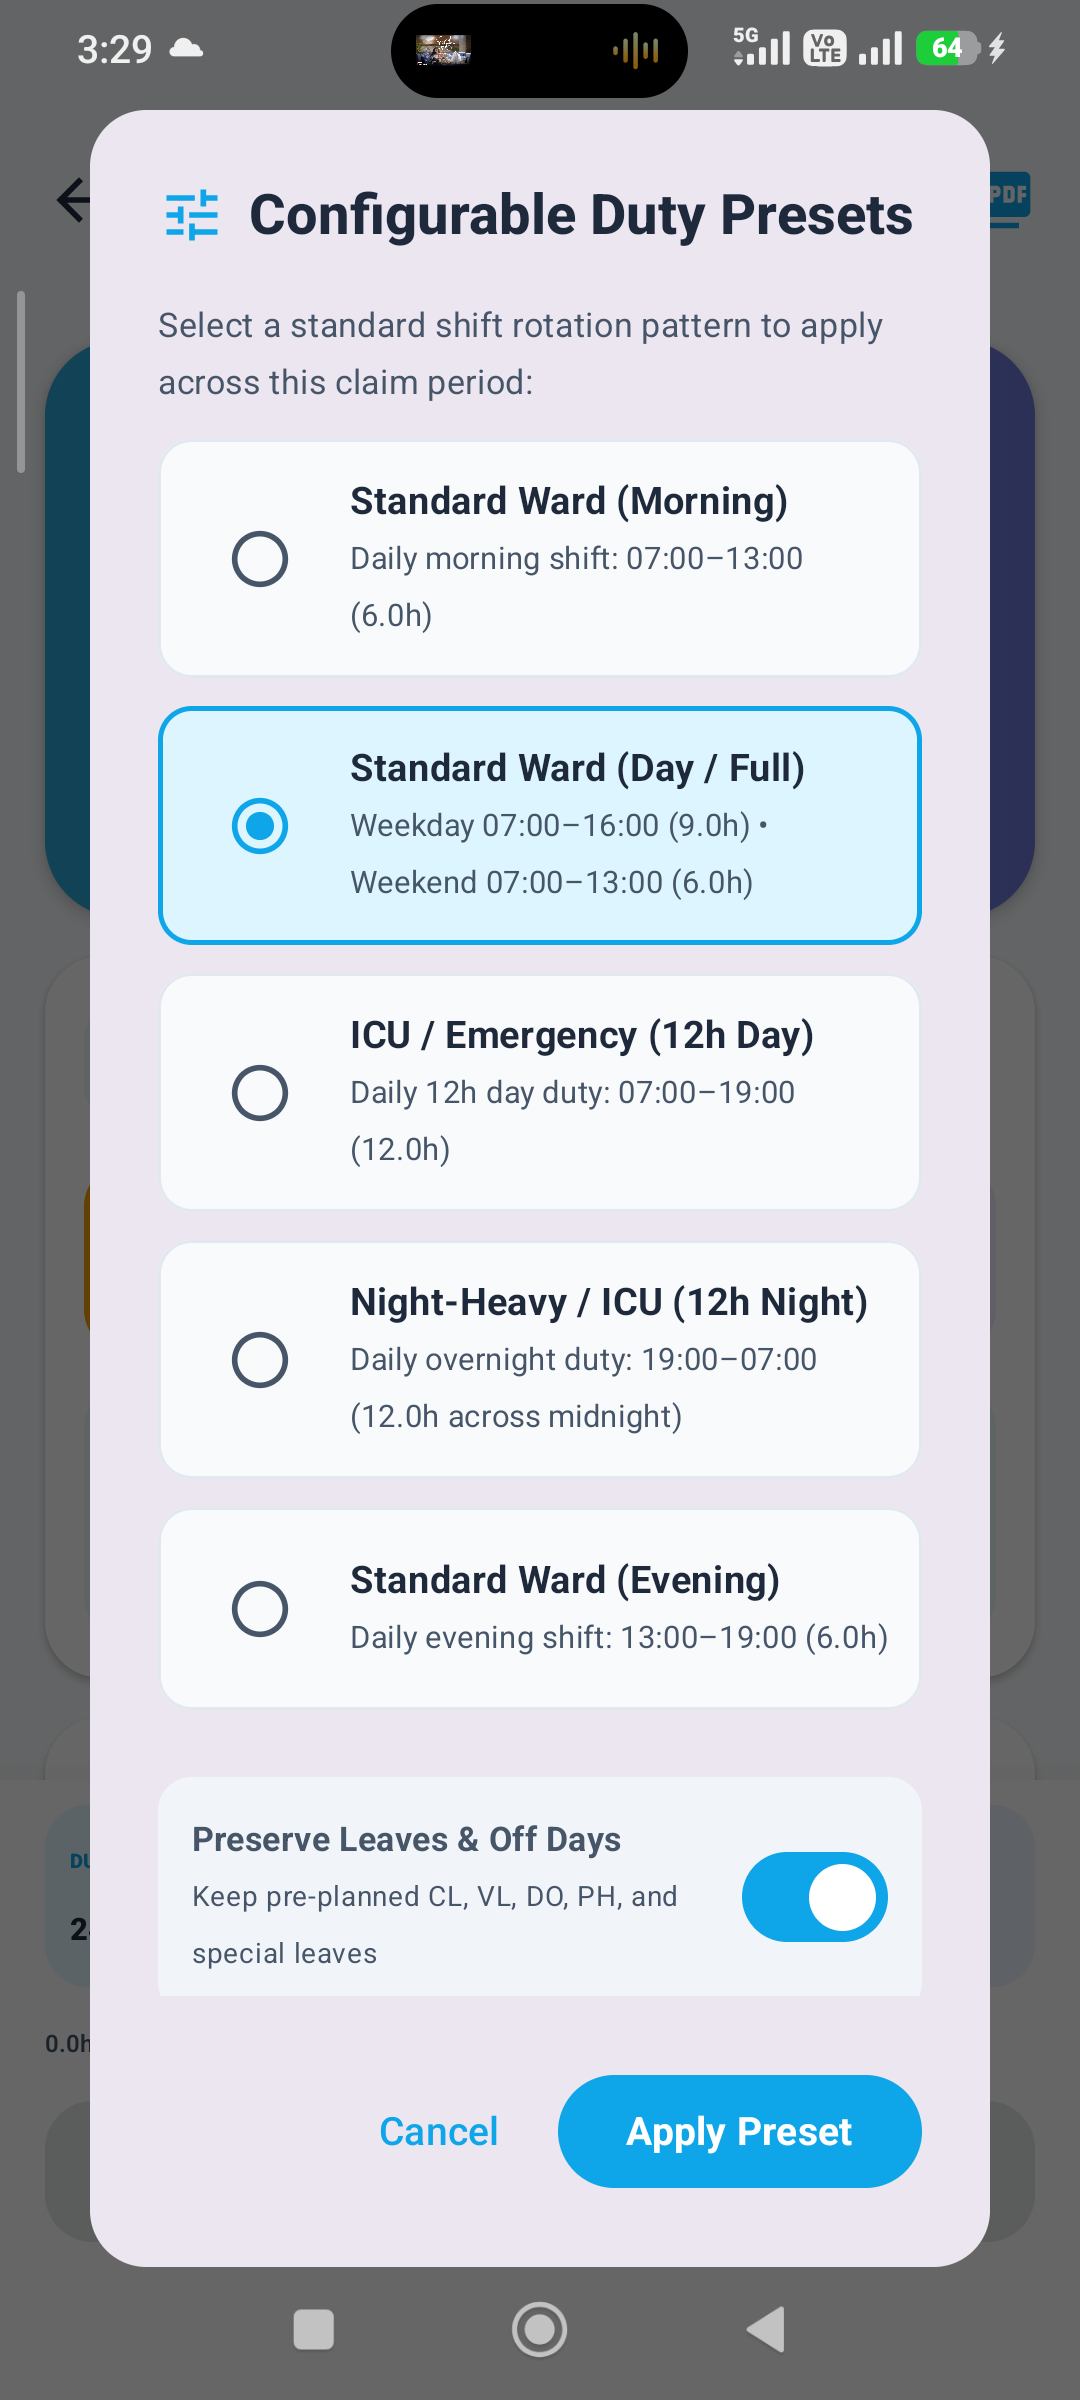 3:29
5G
Vo
LTE
64
PDF
Configurable Duty Presets
Select a standard shift rotation pattern to apply
across this claim period:
Standard Ward (Morning)
Daily morning shift: 07:00–13:00
(6.0h)
Standard Ward (Day / Full)
Weekday 07:00–16:00 (9.0h) •
Weekend 07:00–13:00 (6.0h)
ICU / Emergency (12h Day)
Daily 12h day duty: 07:00–19:00
(12.0h)
Night-Heavy / ICU (12h Night)
Daily overnight duty: 19:00–07:00
(12.0h across midnight)
Standard Ward (Evening)
Daily evening shift: 13:00–19:00 (6.0h)
Preserve Leaves & Off Days
Keep pre-planned CL, VL, DO, PH, and
special leaves
0.0h
Cancel
Apply Preset